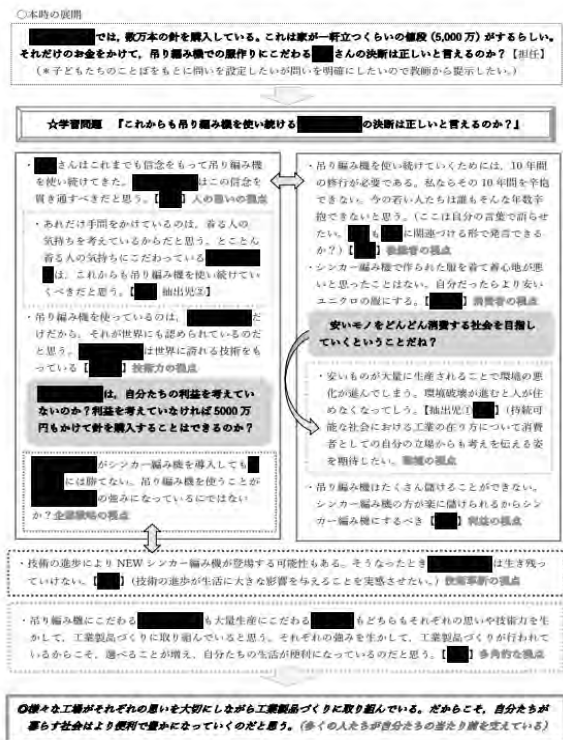 ○本時の展開
では，数万本の針を購入している。これは家が一軒立つくらいの値段（5,000万）がするらしい。
それだけのお金をかけて，吊り編み機での服作りにこだわる さんの決断は正しいと言えるのか？【担任】
（＊子どもたちのことばをもとに問いを設定したいが問いを明確にしたいので教師から提示したい。）
☆学習問題 『これからも吊り編み機を使い続ける の決断は正しいと言えるのか？』
・ さんはこれまでも信念をもって吊り編み機
を使い続けてきた。 はこの信念を
貫き通すべきだと思う。【 】人の思いの視点
・あれだけ手間をかけているのは，着る人の
気持ちを考えているからだと思う。とことん
着る人の気持ちにこだわっている
は，これからも吊り編み機を使い続けてい
くべきだと思う。【 抽出児②】
・吊り編み機を使っているのは， だ
けだから，それが世界にも認められているのだ
と思う。 は世界に誇れる技術をも
っている【 】技術力の視点
は，自分たちの利益を考えてい
ないのか？利益を考えていなければ5000万
円もかけて針を購入することはできるのか？
がシンカー編み機を導入しても
には勝てない。吊り編み機を使うことが
の強みになっているにではない
か？企業戦略の視点
・吊り編み機を使い続けていくためには，10年間
の修行が必要である。私ならその10年間を辛抱
できない。今の若い人たちは誰もそんな年数辛
抱できないと思う。（ここは自分の言葉で語らせ
たい。 も に関連づける形で発言できる
か？）【 】後継者の視点
・シンカー編み機で作られた服を着て着心地が悪
いと思ったことはない。自分だったらより安い
ユニクロの服にする。【 】消費者の視点
安いモノをどんどん消費する社会を目指し
ていくということだね？
・安いものが大量に生産されることで環境の悪
化が進んでしまう。環境破壊が進むと人が住
めなくなってしう。【抽出児① 】（持続可
能な社会における工業の在り方について消費
者としての自分の立場からも考えを伝える姿
を期待したい。環境の視点
・吊り編み機はたくさん儲けることができない。
シンカー編み機の方が楽に儲けられるからシン
カー編み機にするべき【 】利益の視点
・技術の進歩によりNEWシンカー編み機が登場する可能性もある。そうなったとき は生き残っ
ていけない。【 】（技術の進歩が生活に大きな影響を与えることを実感させたい。）技術革新の視点
・吊り編み機にこだわる も大量生産にこだわる もどちらもそれぞれの思いや技術力を生
かして，工業製品づくりに取り組んでいると思う。それぞれの強みを生かして，工業製品づくりが行われて
いるからこそ，選べることが増え，自分たちの生活が便利になっているのだと思う。【 】多角的な視点
◎様々な工場がそれぞれの思いを大切にしながら工業製品づくりに取り組んでいる。だからこそ，自分たちが
暮らす社会はより便利で豊かになっていくのだと思う。（多くの人たちが自分たちの当たり前を支えている）